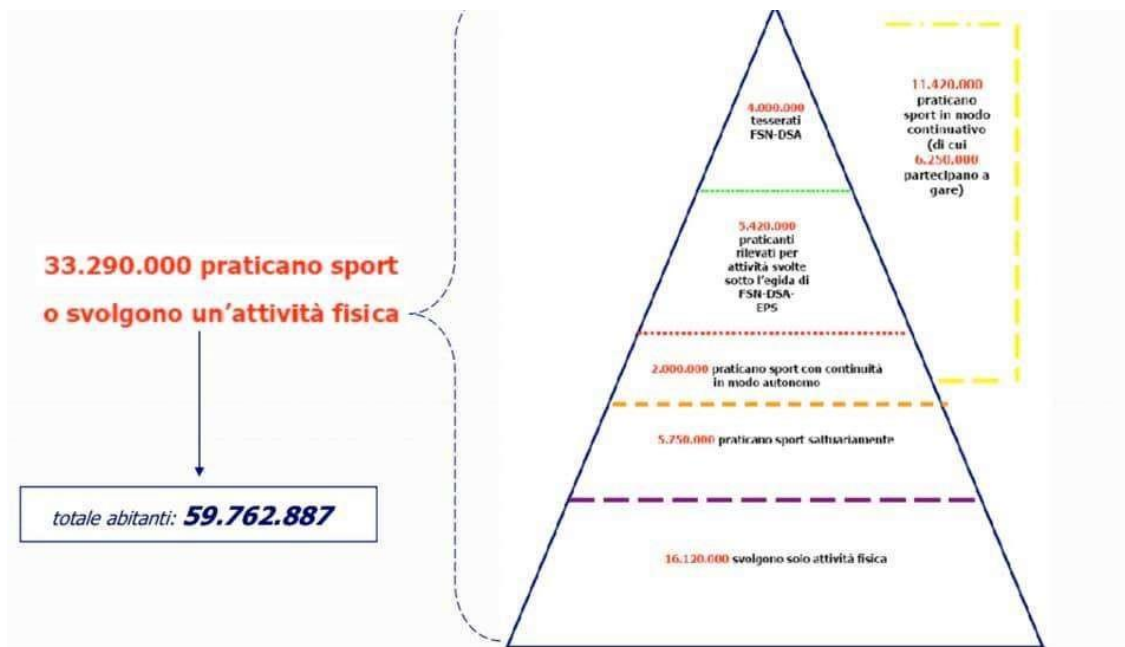 33.290.000 praticano sport
o svolgono un'attività fisica
totale abitanti: 59.762.887
4.000.000
tesserati
FSN-DSA
5.420.000
praticanti
rilevati per
attività svolte
sotto l'egida di
FSN-DSA-
EPS
2.000.000 praticano sport con continuità
in modo autonomo
5.750.000 praticano sport saltuariamente
16.120.000 svolgono solo attività fisica
11.420.000
praticano
sport in modo
continuativo
(di cui
6.250.000
partecipano a
gare)